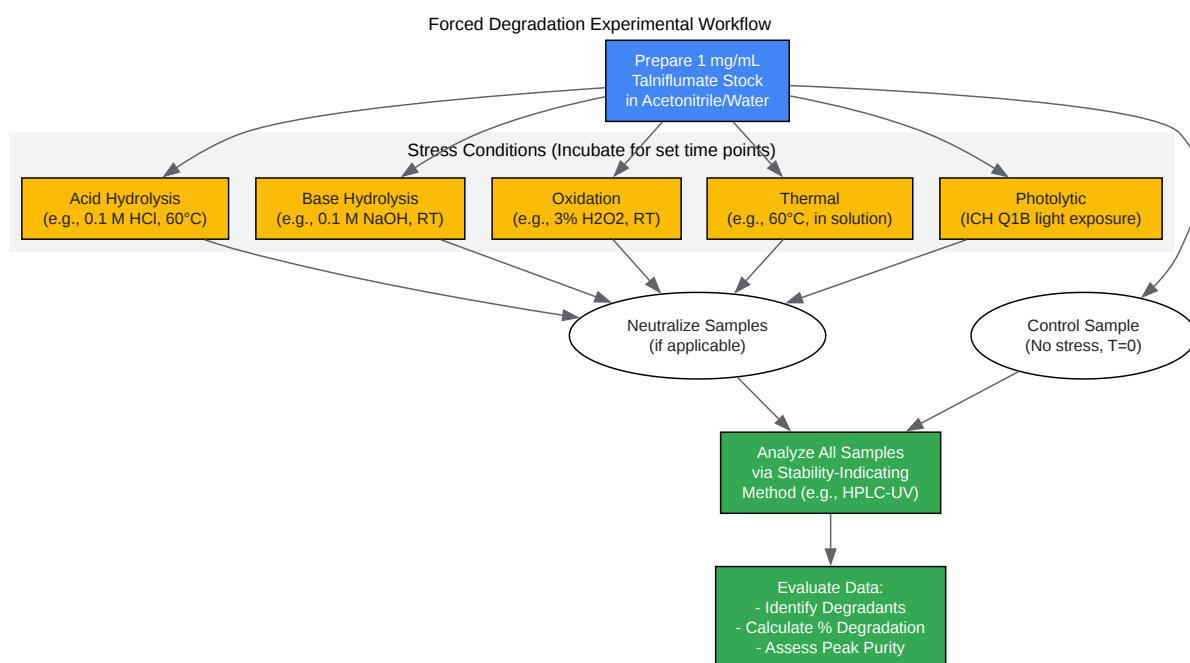 Forced Degradation Experimental Workflow
Prepare 1 mg/mL
Talniflumate Stock
in Acetonitrile/Water
Stress Conditions (Incubate for set time points)
Acid Hydrolysis
(e.g., 0.1 M HCl, 60°C)
Base Hydrolysis
(e.g., 0.1 M NaOH, RT)
Oxidation
(e.g., 3% H2O2, RT)
Thermal
(e.g., 60°C, in solution)
Photolytic
(ICH Q1B light exposure)
Neutralize Samples
(if applicable)
Control Sample
(No stress, T=0)
Analyze All Samples
via Stability-Indicating
Method (e.g., HPLC-UV)
Evaluate Data:
- Identify Degradants
- Calculate % Degradation
- Assess Peak Purity